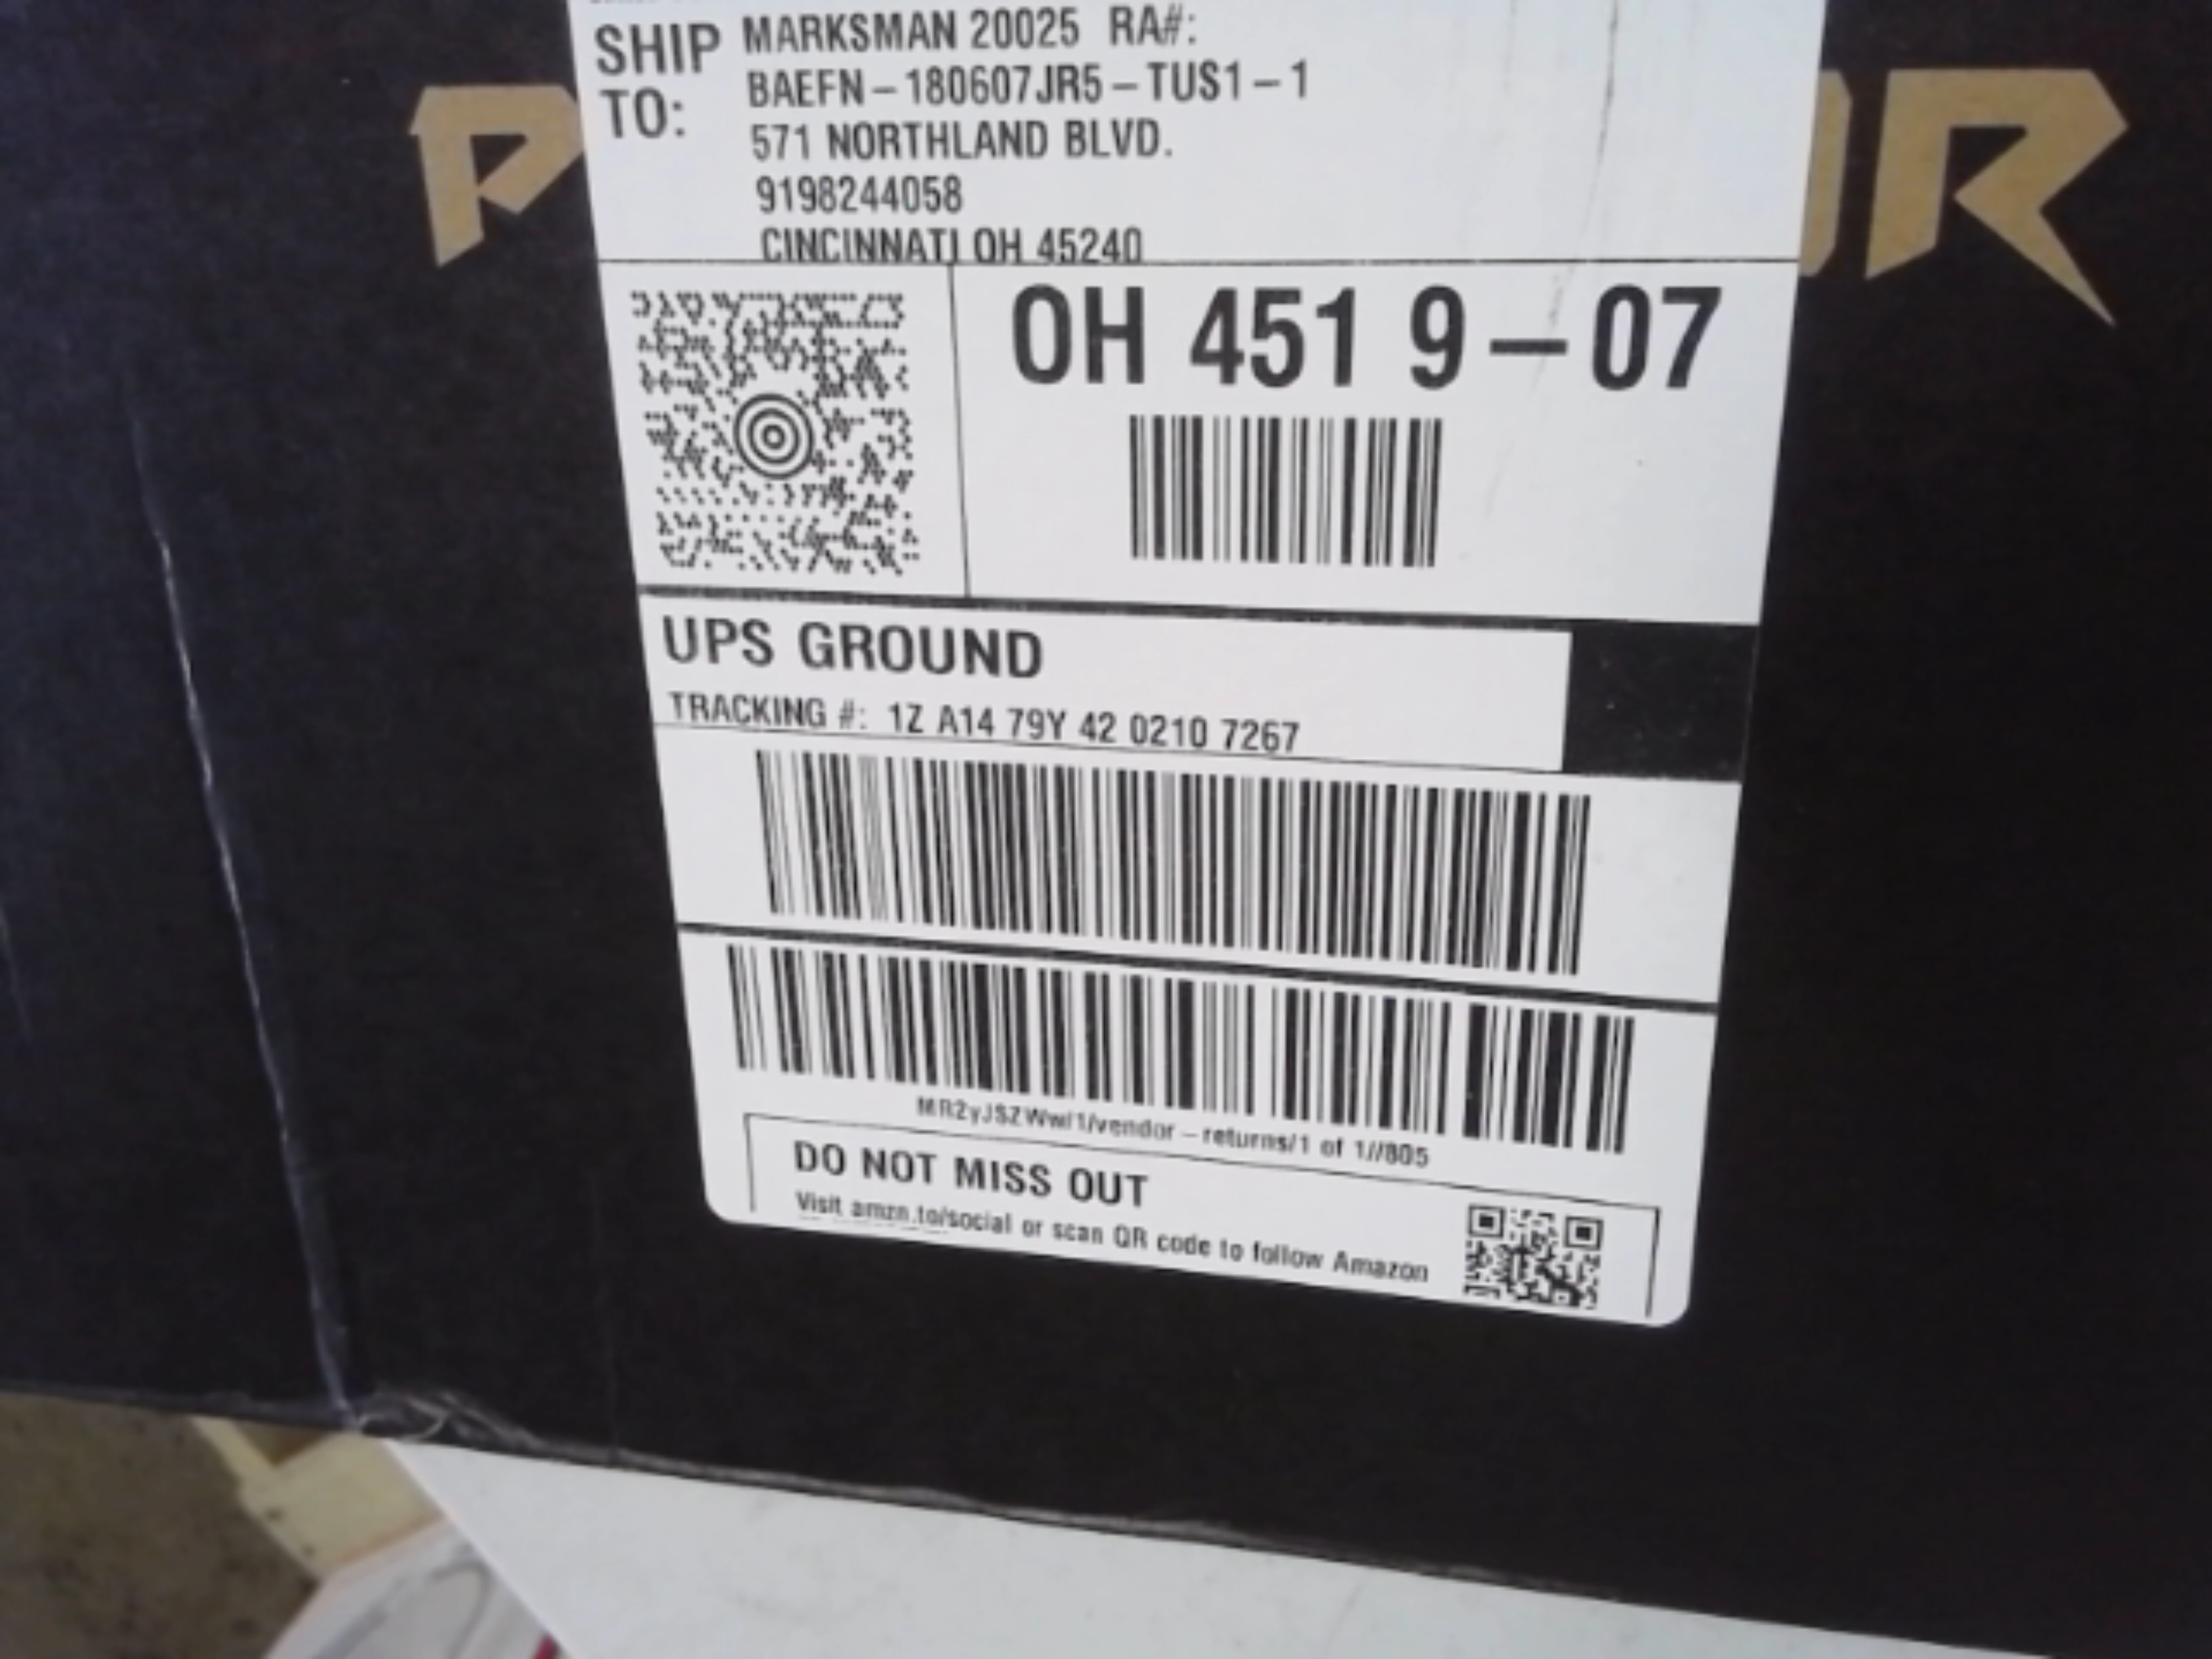 SHIP TO:
MARKSMAN 20025 RA#:
BAEFN-180607JR5-TUS1-1
571 NORTHLAND BLVD.
9198244058
CINCINNATI OH 45240
P
OR
OH 451 9-07
UPS GROUND
TRACKING #: 1Z A14 79Y 42 0210 7267
MR2yJSZWw/1/vendor-returns/1 of 1//805
DO NOT MISS OUT
Visit amzn.to/social or scan QR code to follow Amazon